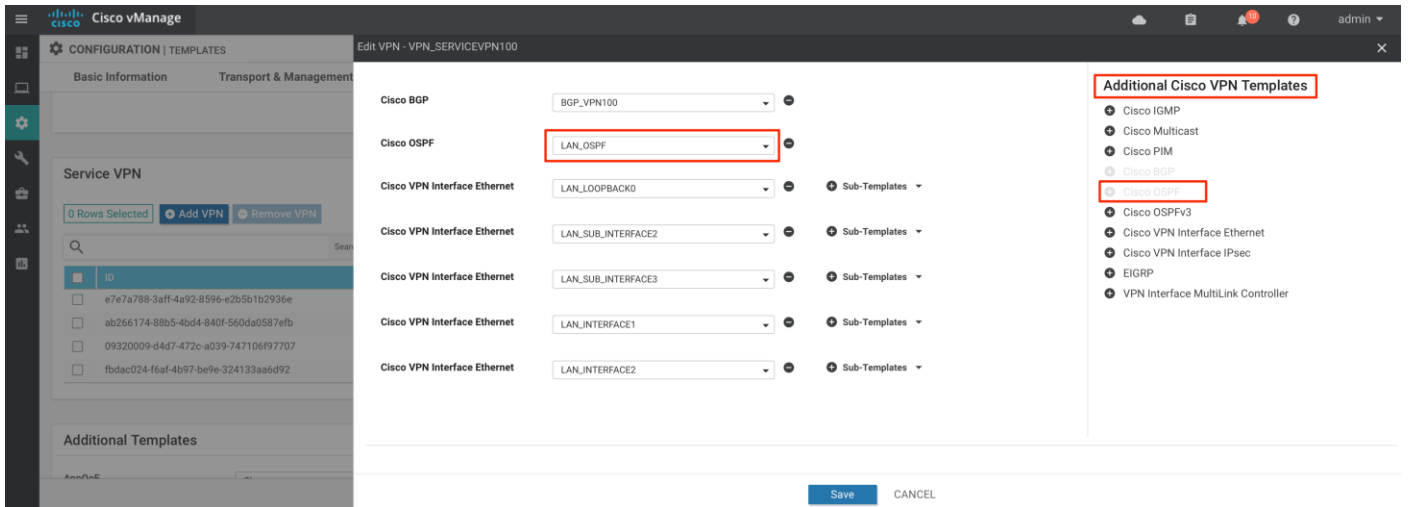 cisco Cisco vManage
10
admin
CONFIGURATION | TEMPLATES
Edit VPN - VPN_SERVICEVPN100
Basic Information Transport & Management
Service VPN
0 Rows Selected Add VPN Remove VPN
ID
e7e7a788-3aff-4a92-8596-e2b5b1b2936e
ab266174-88b5-4bd4-840f-560da0587efb
09320009-d4d7-472c-a039-747106f97707
fbdac024-f6af-4b97-be9e-324133aa6d92
Additional Templates
Cisco BGP BGP_VPN100
Cisco OSPF LAN_OSPF
Cisco VPN Interface Ethernet LAN_LOOPBACK0 Sub-Templates
Cisco VPN Interface Ethernet LAN_SUB_INTERFACE2 Sub-Templates
Cisco VPN Interface Ethernet LAN_SUB_INTERFACE3 Sub-Templates
Cisco VPN Interface Ethernet LAN_INTERFACE1 Sub-Templates
Cisco VPN Interface Ethernet LAN_INTERFACE2 Sub-Templates
Additional Cisco VPN Templates
Cisco IGMP
Cisco Multicast
Cisco PIM
Cisco BGP
Cisco OSPF
Cisco OSPFv3
Cisco VPN Interface Ethernet
Cisco VPN Interface IPsec
EIGRP
VPN Interface MultiLink Controller
Save CANCEL